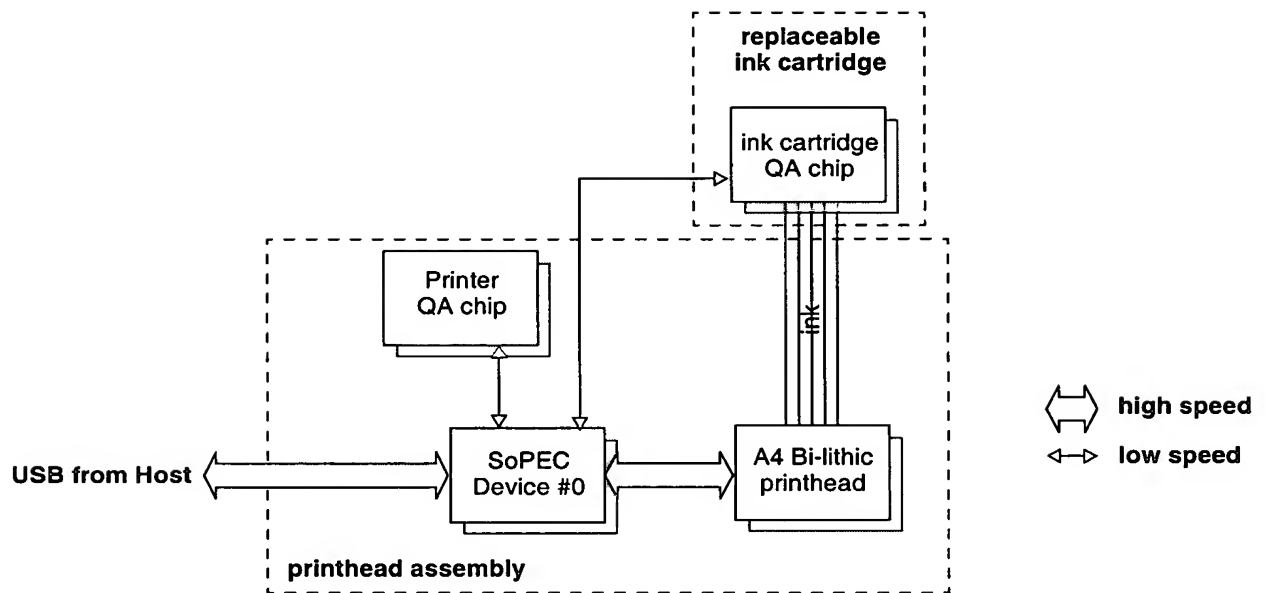 replaceable
ink cartridge
ink cartridge
QA chip
Printer
QA chip
ink
high speed
low speed
USB from Host
SoPEC
Device #0
A4 Bi-lithic
printhead
printhead assembly